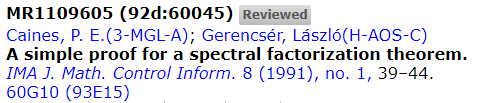 MR1109605 (92d:60045) Reviewed
Caines, P. E.(3-MGL-A); Gerencsér, László(H-AOS-C)
A simple proof for a spectral factorization theorem.
IMA J. Math. Control Inform. 8 (1991), no. 1, 39–44.
60G10 (93E15)